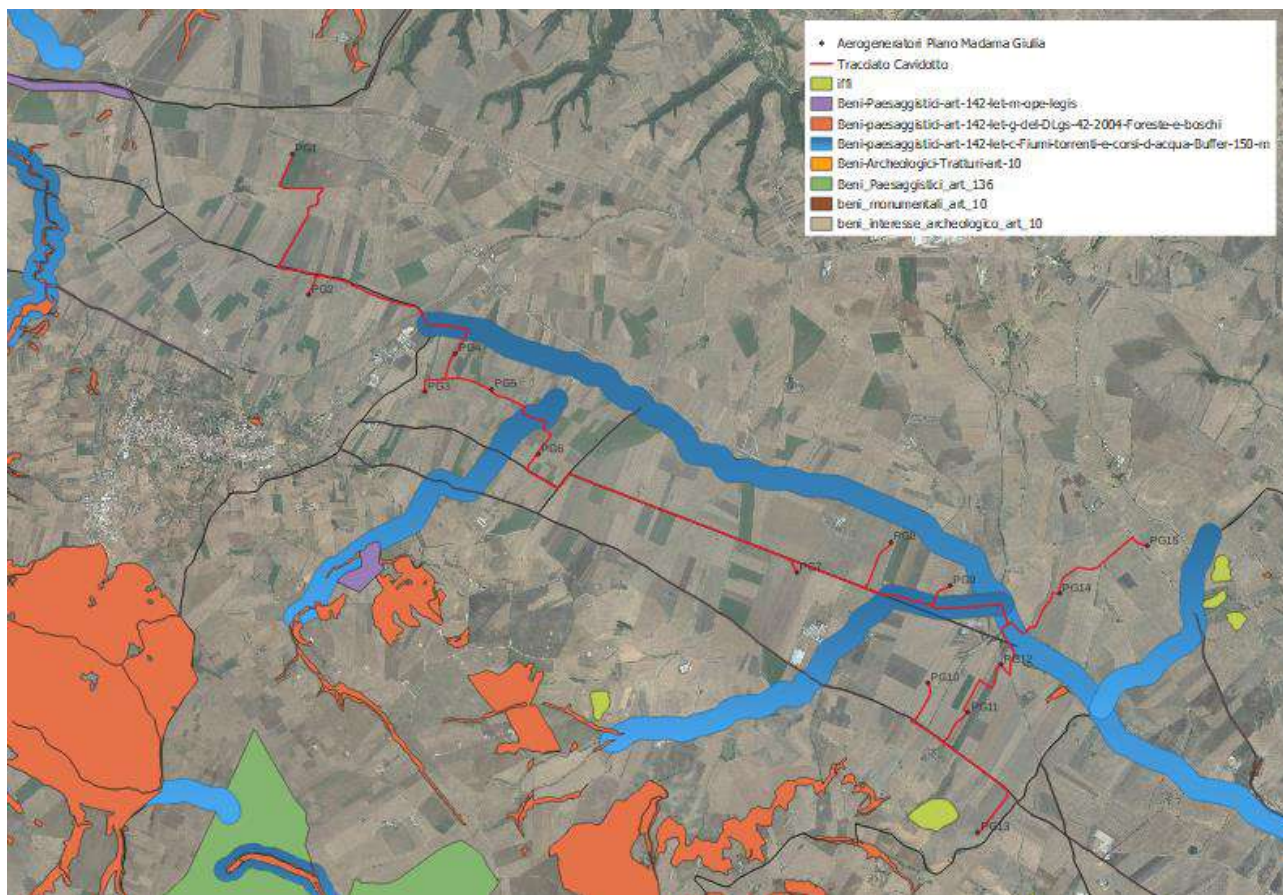 Aerogeneratori Piano Madama Giulia
Tracciato Cavidotto
Beni-Paesaggistici-art-142-let-m-ope-legis
Beni-paesaggistici-art-142-let-g-del-DLgs-42-2004-Foreste-e-boschi
Beni-paesaggistici-art-142-let-c-Fiumi-torrenti-e-corsi-d-acqua-Buffer-150-m
Beni-Archeologici-Tratturi-art-10
Beni_Paesaggistici_art_136
beni_monumentali_art_10
beni_interesse_archeologico_art_10
PG1
PG2
PG4
PG3
PG5
PG6
PG8
PG15
PG7
PG9
PG14
PG12
PG10
PG11
PG13